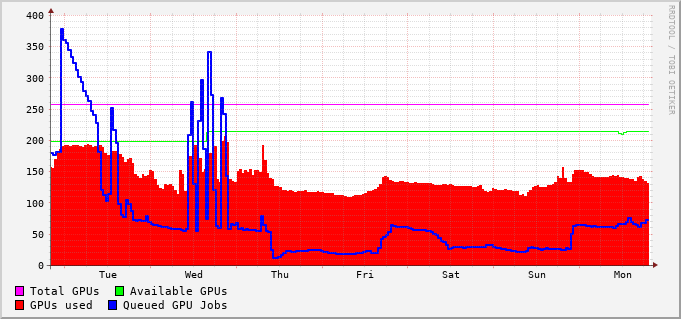 400
350
300
250
200
150
100
50
0
Tue Wed Thu Fri Sat Sun Mon
RRDTOOL / TOBI OETIKER
Total GPUs Available GPUs
GPUs used Queued GPU Jobs